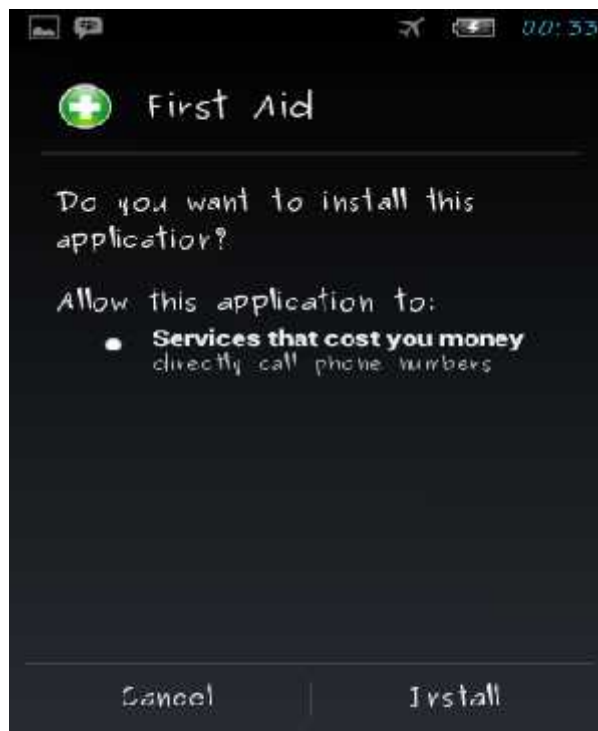 00:33
First Aid
Do you want to install this
application?
Allow this application to:
Services that cost you money
directly call phone numbers
Cancel
Install